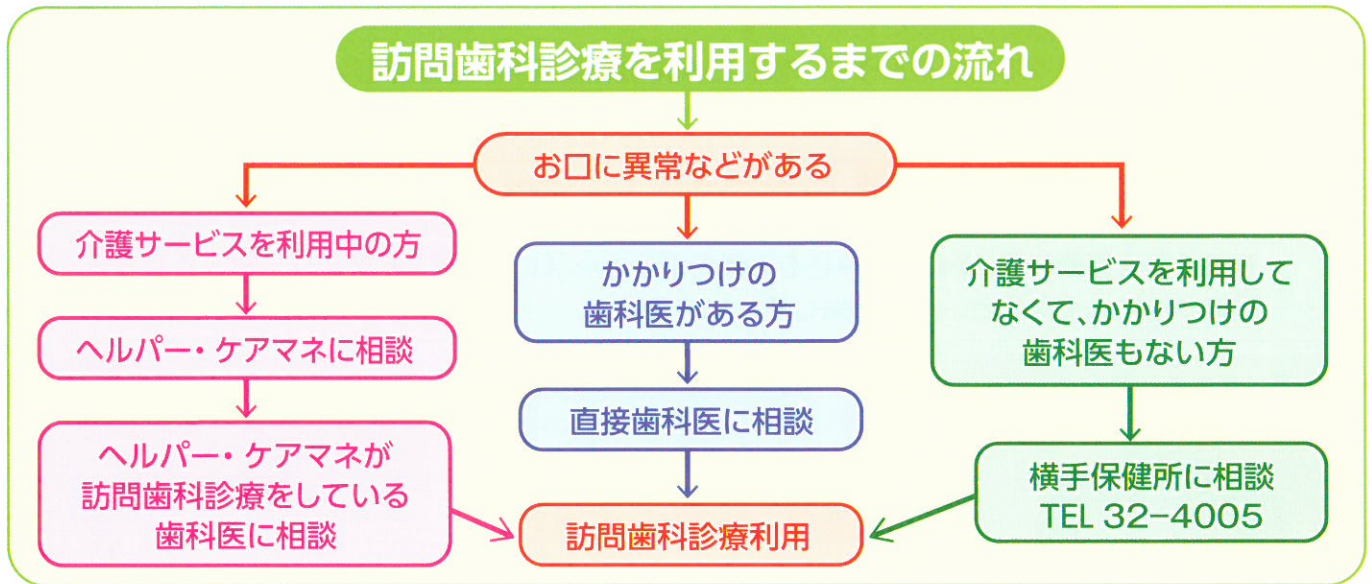 訪問歯科診療を利用するまでの流れ
お口に異常などがある
介護サービスを利用中の方
ヘルパー・ケアマネに相談
ヘルパー・ケアマネが
訪問歯科診療をしている
歯科医に相談
かかりつけの
歯科医がある方
直接歯科医に相談
介護サービスを利用して
なくて、かかりつけの
歯科医もない方
横手保健所に相談
TEL 32−4005
訪問歯科診療利用